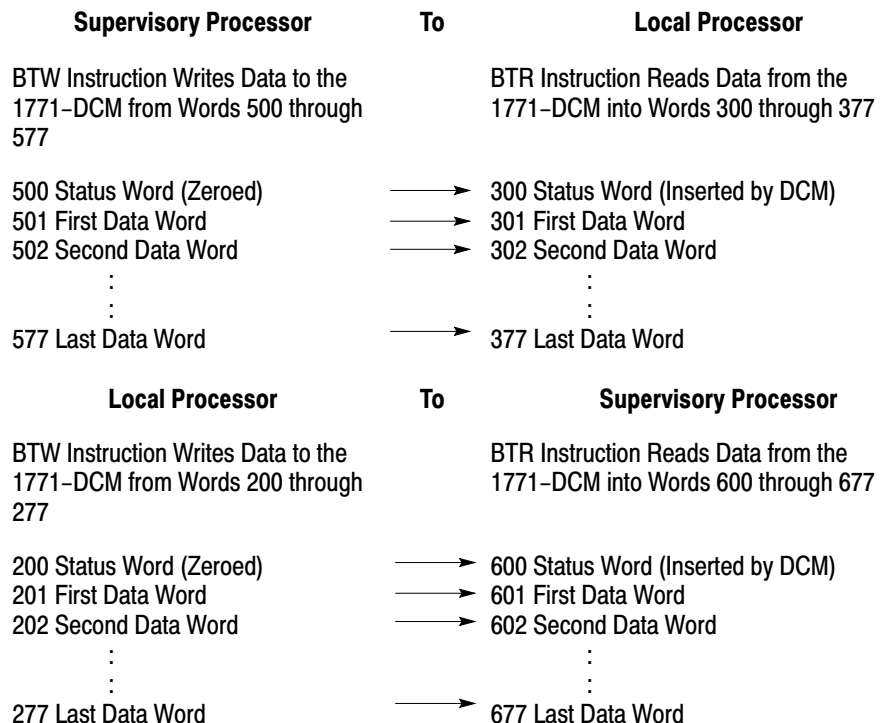 Supervisory Processor To Local Processor
BTW Instruction Writes Data to the
1771–DCM from Words 500 through
577
BTR Instruction Reads Data from the
1771–DCM into Words 300 through 377
500 Status Word (Zeroed) 300 Status Word (Inserted by DCM)
501 First Data Word 301 First Data Word
502 Second Data Word 302 Second Data Word
: :
: :
577 Last Data Word 377 Last Data Word
Local Processor To Supervisory Processor
BTW Instruction Writes Data to the
1771–DCM from Words 200 through
277
BTR Instruction Reads Data from the
1771–DCM into Words 600 through 677
200 Status Word (Zeroed) 600 Status Word (Inserted by DCM)
201 First Data Word 601 First Data Word
202 Second Data Word 602 Second Data Word
: :
: :
277 Last Data Word 677 Last Data Word